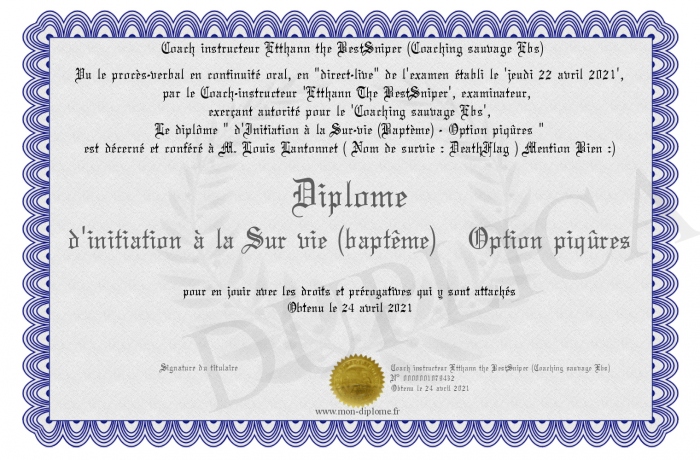 Coach instructeur Etthann the BestSniper (Coaching sauvage Ebs)
Vu le procès-verbal en continuité oral, en "direct-live" de l'examen établi le 'jeudi 22 avril 2021',
par le Coach-instructeur 'Etthann The BestSniper', examinateur,
exerçant autorité pour le 'Coaching sauvage Ebs',
Le diplôme " d'Initiation à la Sur-vie (Baptême) - Option piqûres "
est décerné et conféré à M. Louis Lantonnet ( Nom de survie : DeathFlag ) Mention Bien :)
Diplome
d'initiation à la Sur vie (baptême) Option piqûres
pour en jouir avec les droits et prérogatives qui y sont attachés
Obtenu le 24 avril 2021
DUPLICA
Signature du titulaire
Coach instructeur Etthann the BestSniper (Coaching sauvage Ebs)
N°
Obtenu le 24 avril 2021
www.mon-diplome.fr